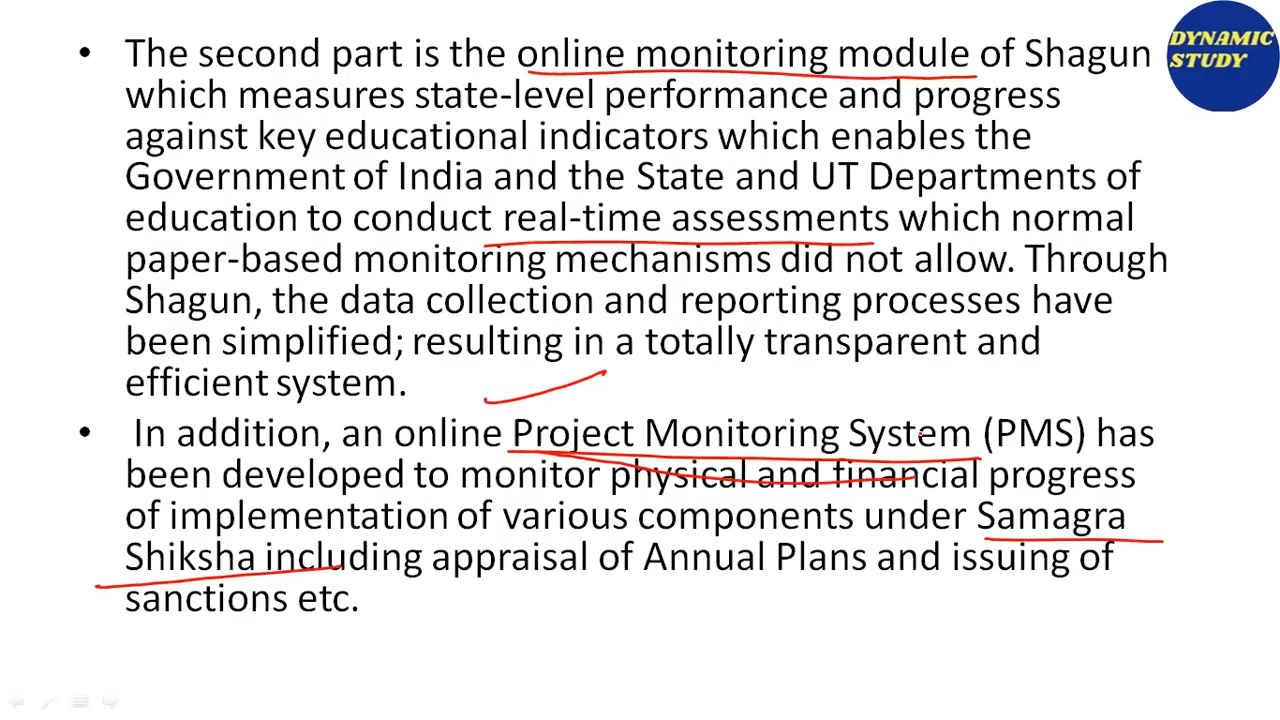 DYNAMIC
STUDY
• The second part is the online monitoring module of Shagun
which measures state-level performance and progress
against key educational indicators which enables the
Government of India and the State and UT Departments of
education to conduct real-time assessments which normal
paper-based monitoring mechanisms did not allow. Through
Shagun, the data collection and reporting processes have
been simplified; resulting in a totally transparent and
efficient system.
• In addition, an online Project Monitoring System (PMS) has
been developed to monitor physical and financial progress
of implementation of various components under Samagra
Shiksha including appraisal of Annual Plans and issuing of
sanctions etc.